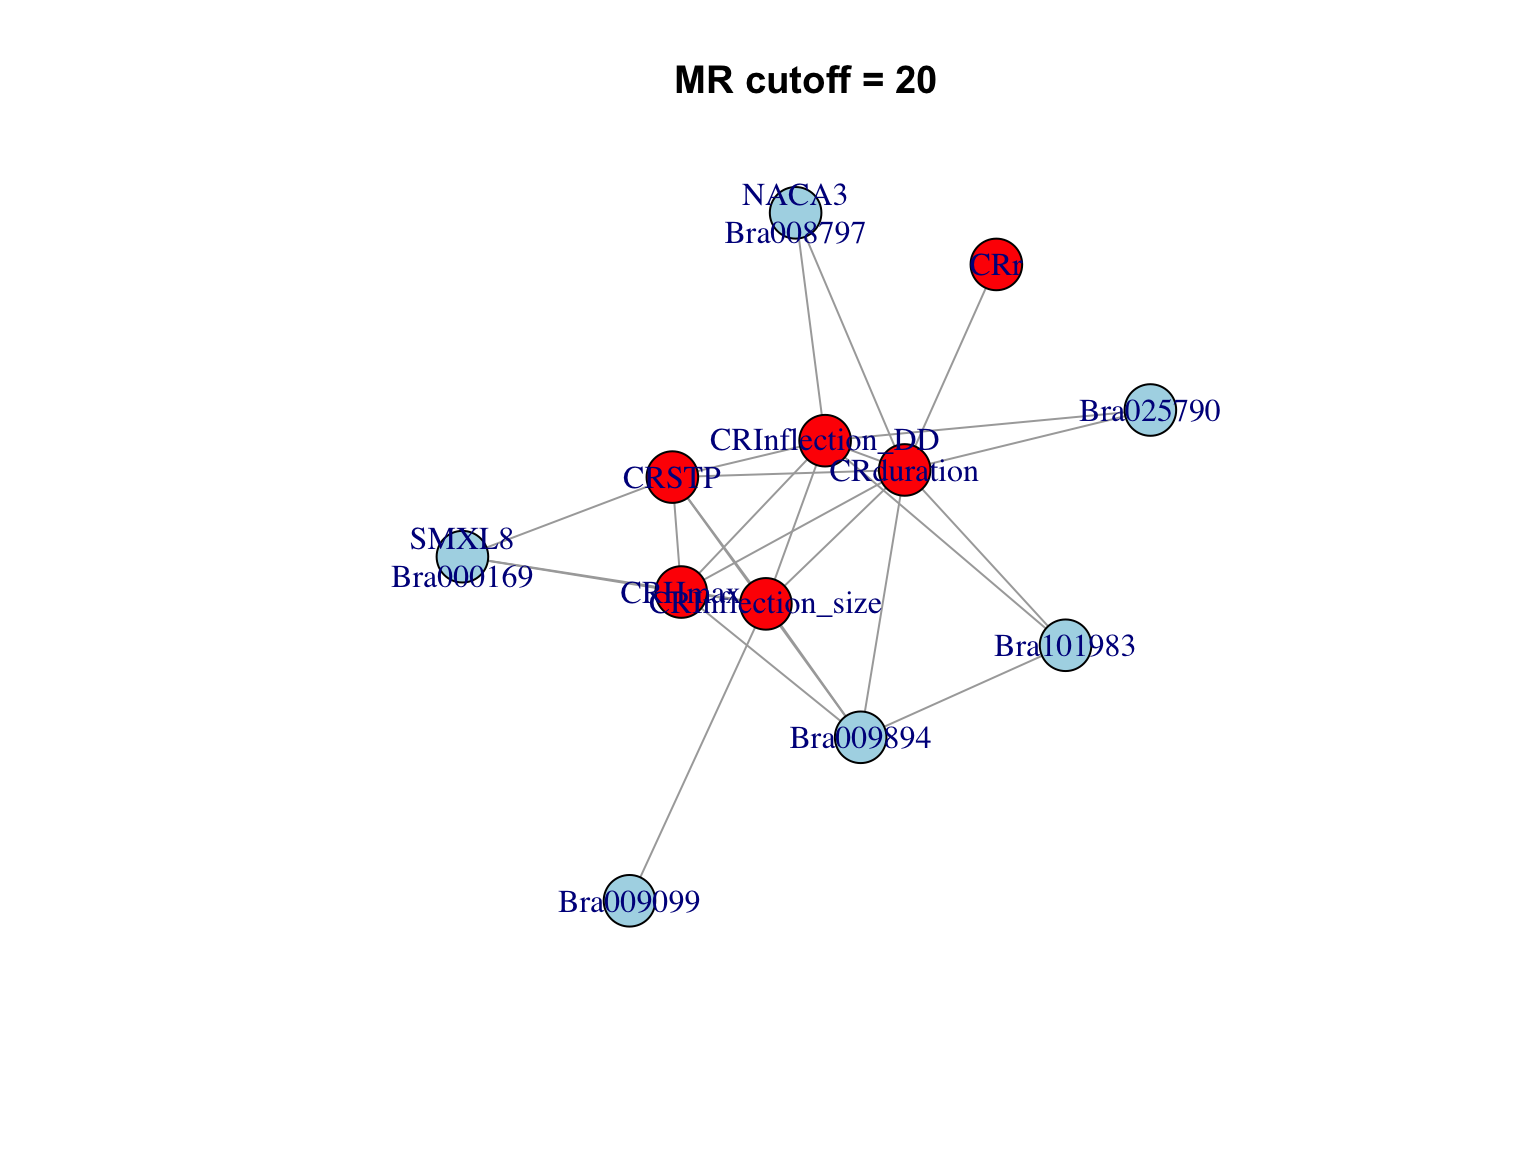 MR cutoff = 20
NACA3
Bra008797
CRr
Bra025790
CRInflection_DD
CRduration
CRSTP
SMXL8
Bra000169
CRHmax
CRInflection_size
Bra101983
Bra009894
Bra009099